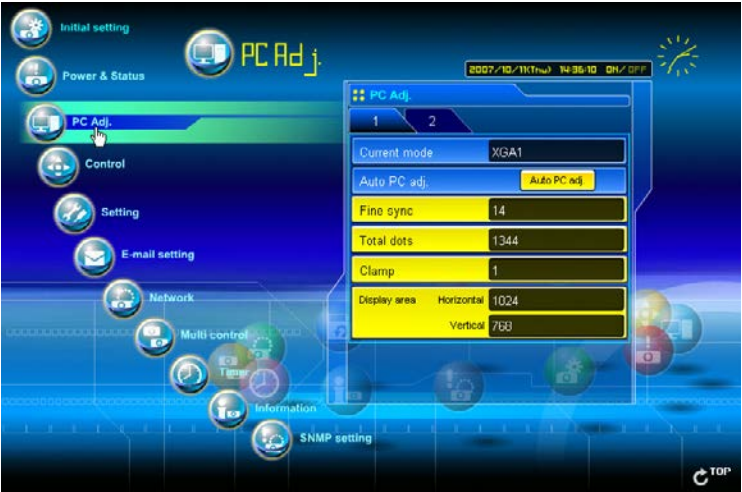 Initial setting
Power & Status
PC Adj.
Control
Setting
E-mail setting
Network
Multi control
Timer
Information
SNMP setting
PC Adj.
2007/10/11(Thu) 14:36:10 ON/OFF
PC Adj.
1 2
Current mode XGA1
Auto PC adj. Auto PC adj.
Fine sync 14
Total dots 1344
Clamp 1
Display area Horizontal 1024
Vertical 768
TOP